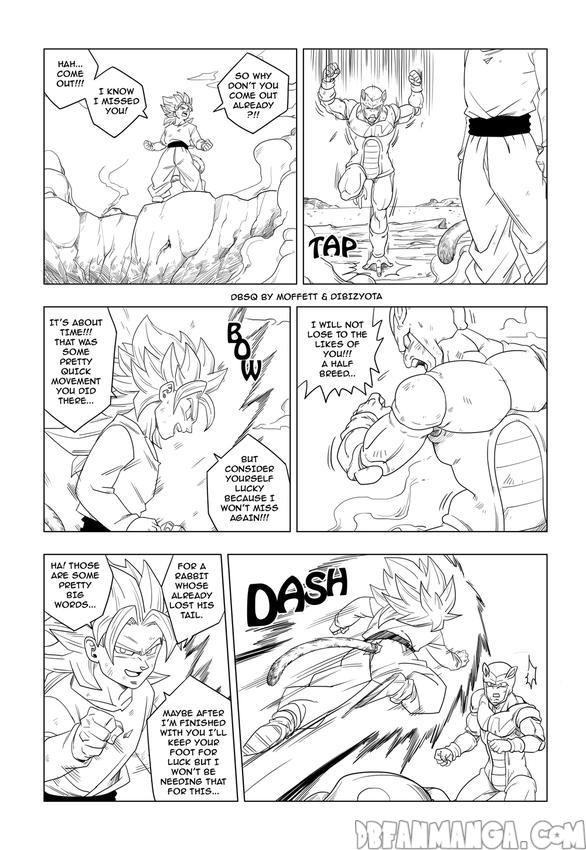 HAH...
COME
OUT!!!
I KNOW
I MISSED
YOU!
SO WHY
DON'T YOU
COME OUT
ALREADY
?!!
TAP
DBSQ BY MOFFETT & DIBIZYOTA
IT'S ABOUT
TIME!!!
THAT WAS
SOME
PRETTY
QUICK
MOVEMENT
YOU DID
THERE...
BOW
BUT
CONSIDER
YOURSELF
LUCKY
BECAUSE I
WON'T MISS
AGAIN!!!
I WILL
NOT LOSE
TO THE
LIKES OF
YOU!!!
A HALF
BREED...
HA! THOSE
ARE SOME
PRETTY
BIG
WORDS...
FOR A
RABBIT
WHOSE
ALREADY
LOST HIS
TAIL.
MAYBE AFTER
I'M FINISHED
WITH YOU I'LL
KEEP YOUR
FOOT FOR
LUCK BUT I
WON'T BE
NEEDING THAT
FOR THIS...
DASH
DBFANMANGA.COM